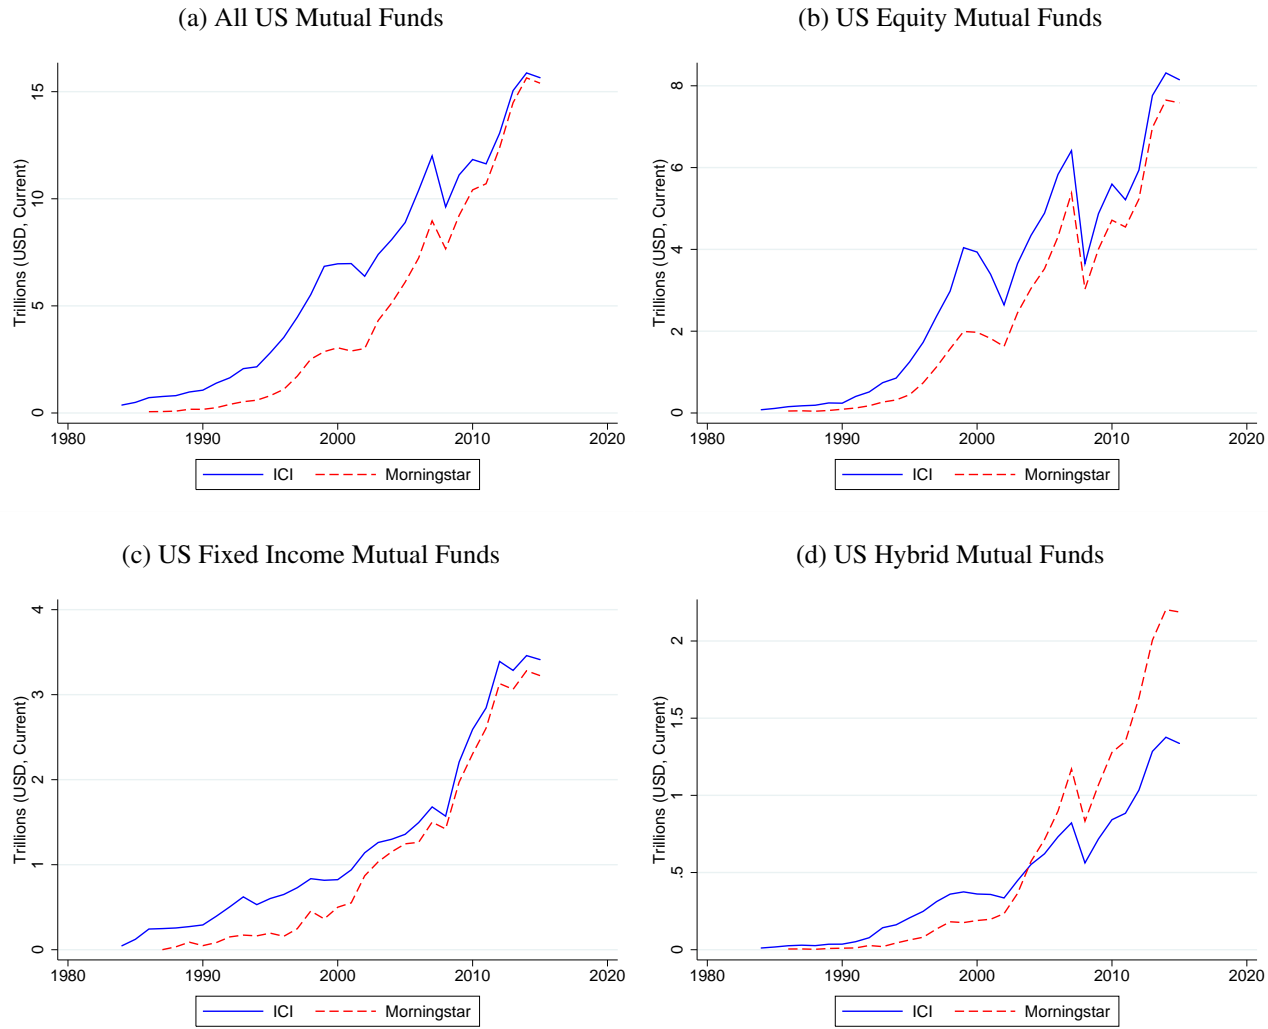 (a) All US Mutual Funds
Trillions (USD, Current)
15
10
5
0
1980 1990 2000 2010 2020
ICI Morningstar
(b) US Equity Mutual Funds
Trillions (USD, Current)
8
6
4
2
0
1980 1990 2000 2010 2020
ICI Morningstar
(c) US Fixed Income Mutual Funds
Trillions (USD, Current)
4
3
2
1
0
1980 1990 2000 2010 2020
ICI Morningstar
(d) US Hybrid Mutual Funds
Trillions (USD, Current)
2
1.5
1
.5
0
1980 1990 2000 2010 2020
ICI Morningstar